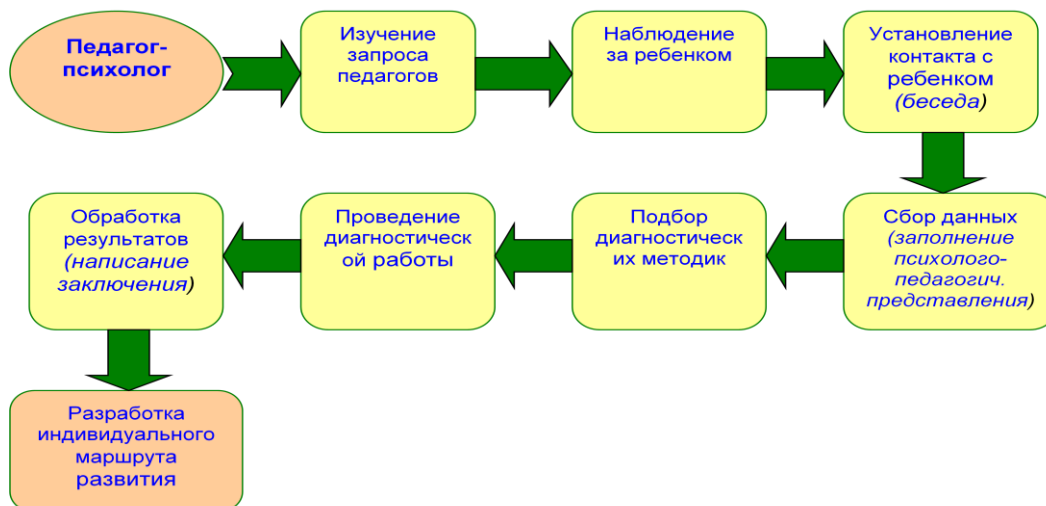 Педагог-
психолог
Изучение
запроса
педагогов
Наблюдение
за ребенком
Установление
контакта с
ребенком
(беседа)
Сбор данных
(заполнение
психолого-
педагогич.
представления)
Подбор
диагностическ
их методик
Проведение
диагностическ
ой работы
Обработка
результатов
(написание
заключения)
Разработка
индивидуального
маршрута
развития